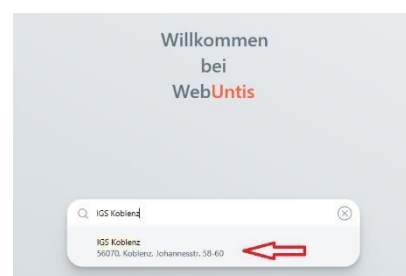 Willkommen
bei
WebUntis
IGS Koblenz
IGS Koblenz
56070, Koblenz, Johannesstr. 58-60